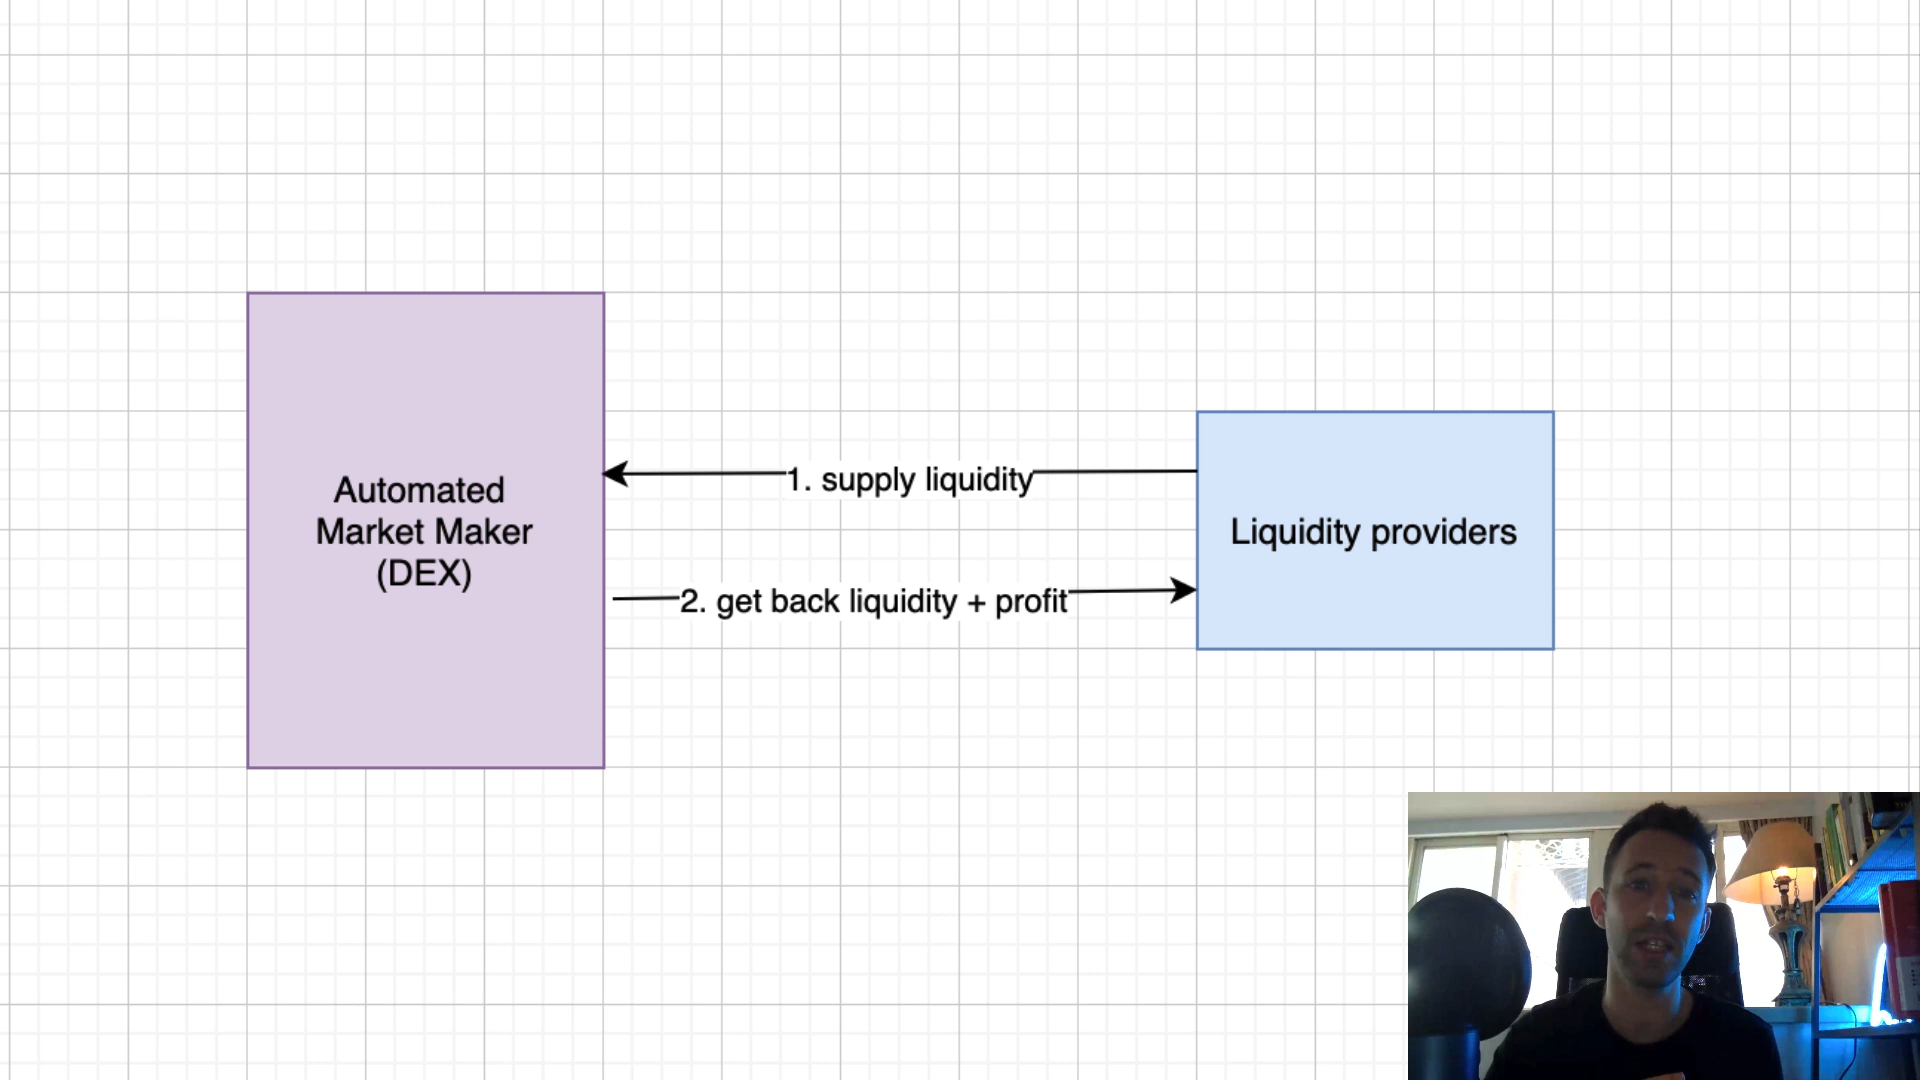 Automated
Market Maker
(DEX)
1. supply liquidity
2. get back liquidity + profit
Liquidity providers